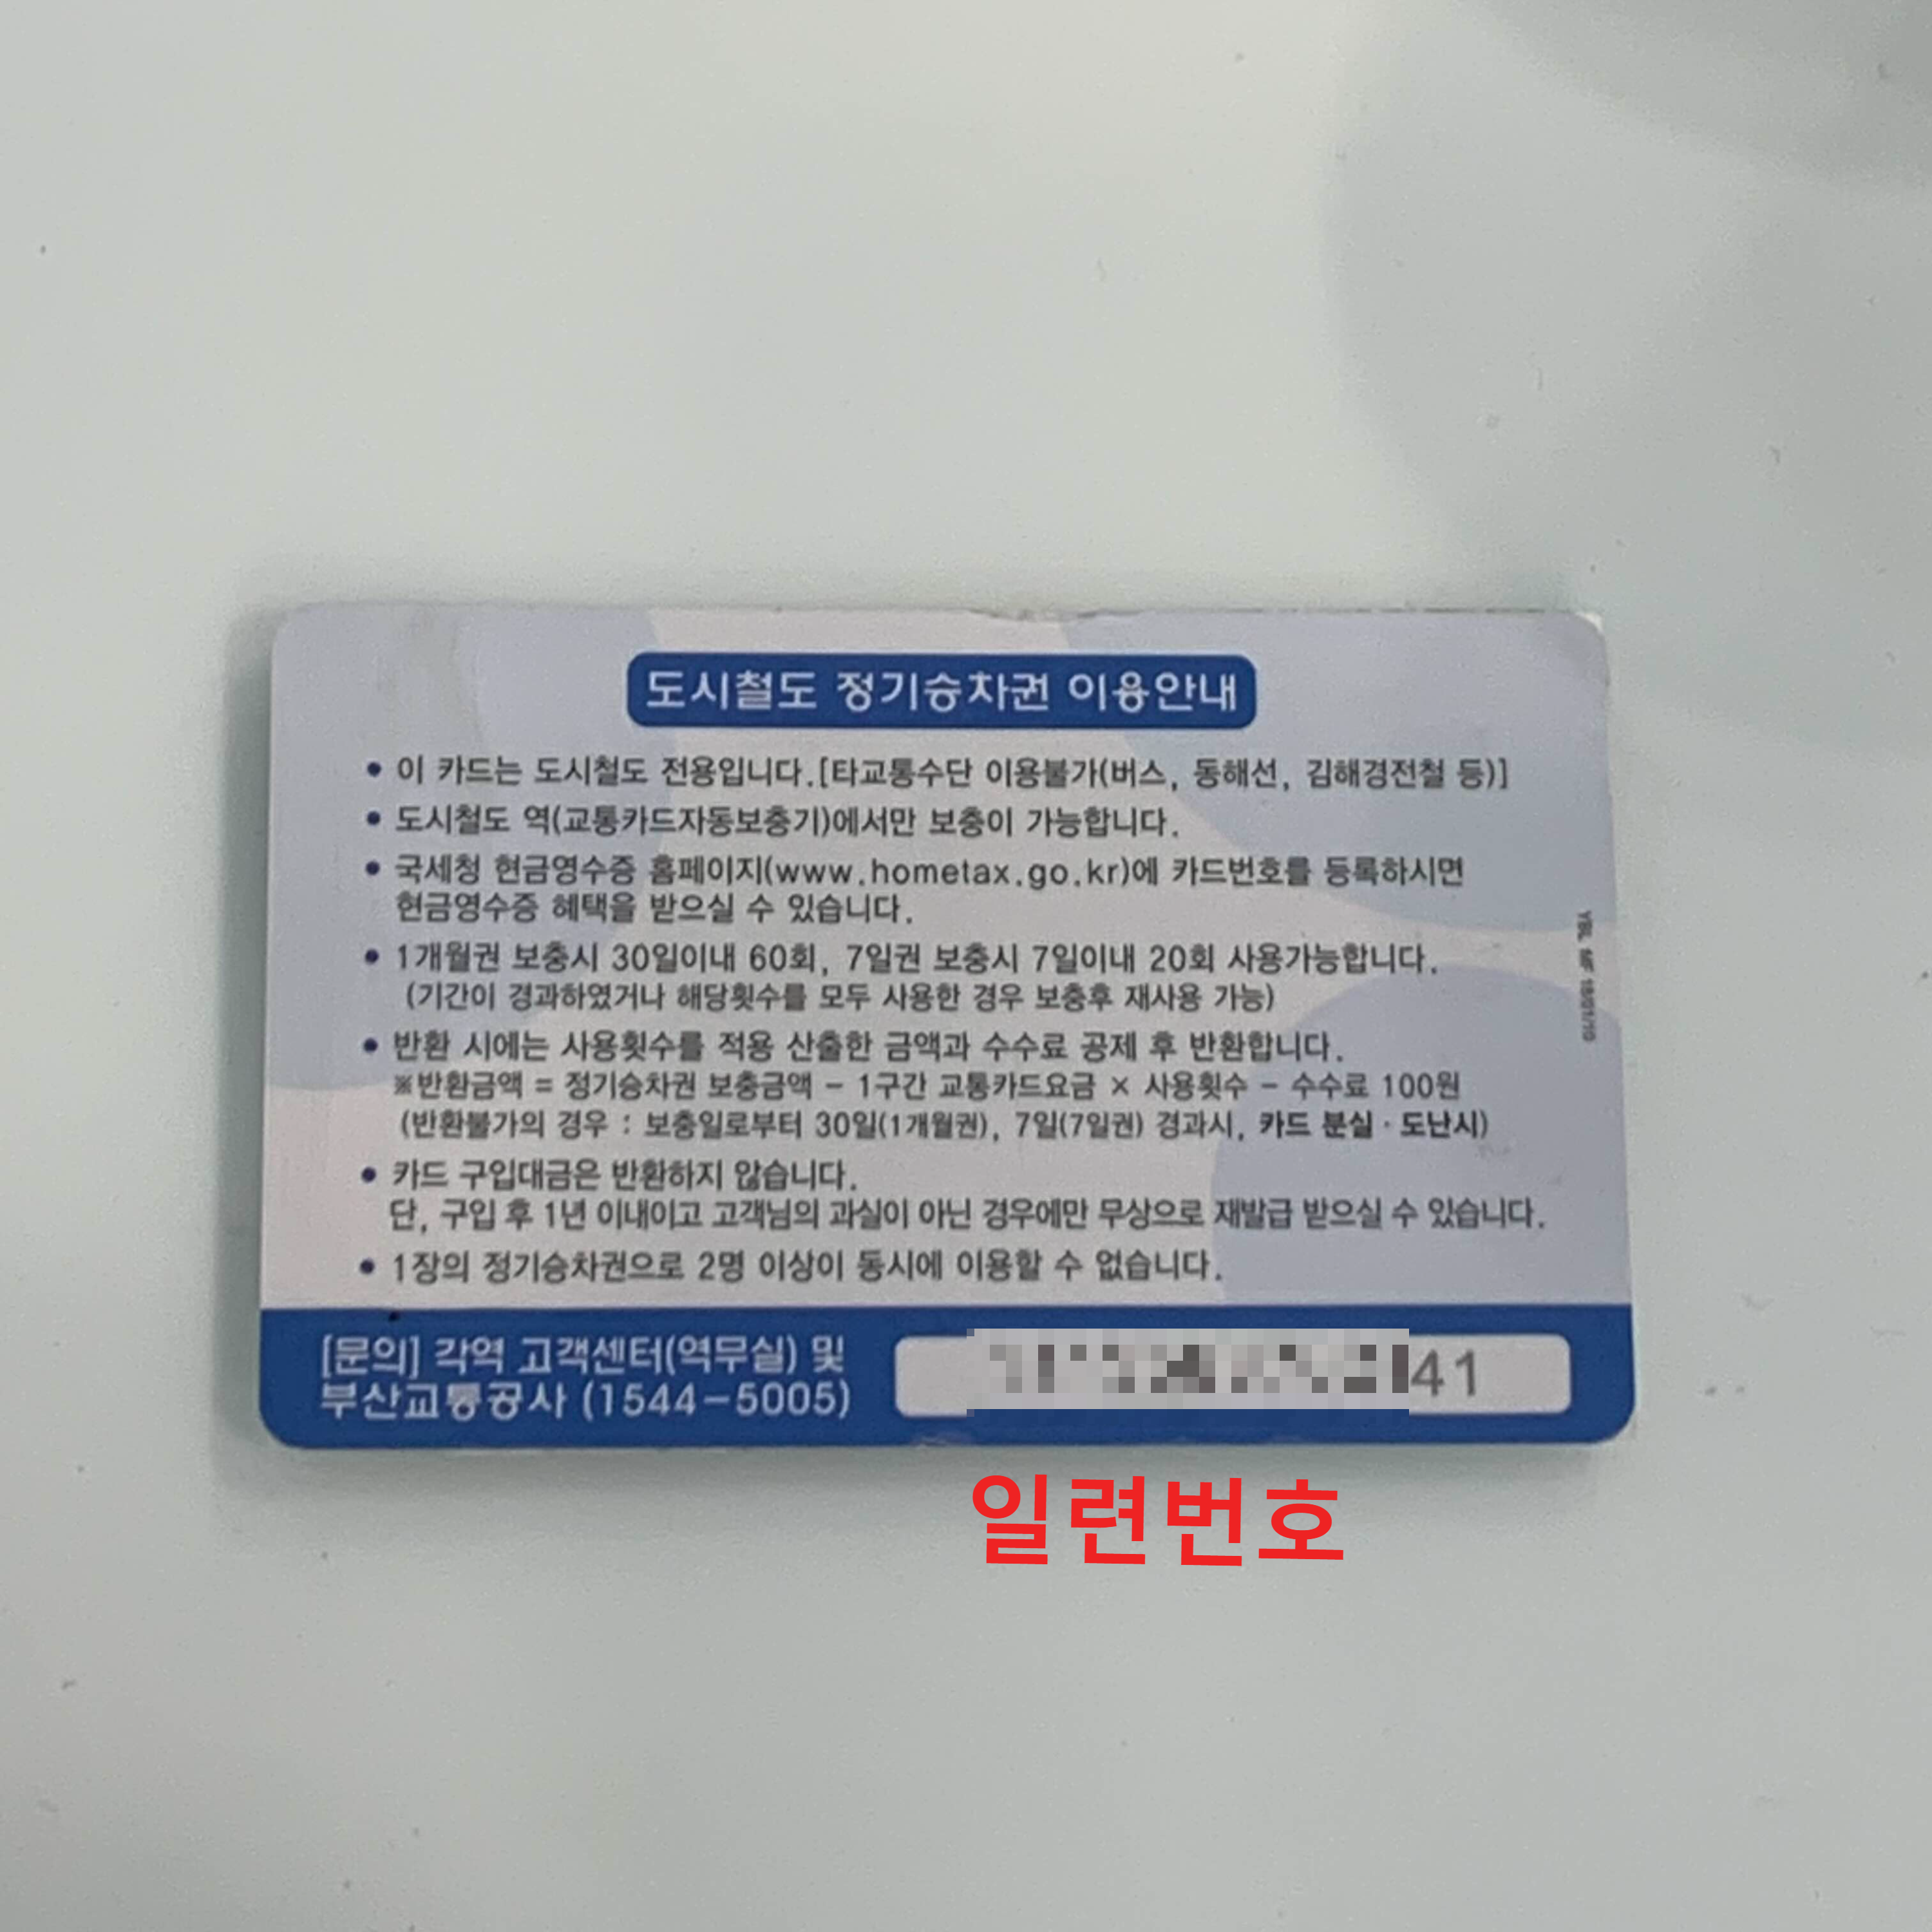 도시철도 정기승차권 이용안내
• 이 카드는 도시철도 전용입니다.[타교통수단 이용불가(버스, 동해선, 김해경전철 등)]
• 도시철도 역(교통카드자동보충기)에서만 보충이 가능합니다.
• 국세청 현금영수증 홈페이지(www.hometax.go.kr)에 카드번호를 등록하시면
현금영수증 혜택을 받으실 수 있습니다.
• 1개월권 보충시 30일이내 60회, 7일권 보충시 7일이내 20회 사용가능합니다.
(기간이 경과하였거나 해당횟수를 모두 사용한 경우 보충후 재사용 가능)
• 반환 시에는 사용횟수를 적용 산출한 금액과 수수료 공제 후 반환합니다.
※반환금액 = 정기승차권 보충금액 - 1구간 교통카드요금 × 사용횟수 - 수수료 100원
(반환불가의 경우 : 보충일로부터 30일(1개월권), 7일(7일권) 경과시, 카드 분실 · 도난시)
• 카드 구입대금은 반환하지 않습니다.
단, 구입 후 1년 이내이고 고객님의 과실이 아닌 경우에만 무상으로 재발급 받으실 수 있습니다.
• 1장의 정기승차권으로 2명 이상이 동시에 이용할 수 없습니다.
[문의] 각역 고객센터(역무실) 및
부산교통공사 (1544-5005)
41
일련번호